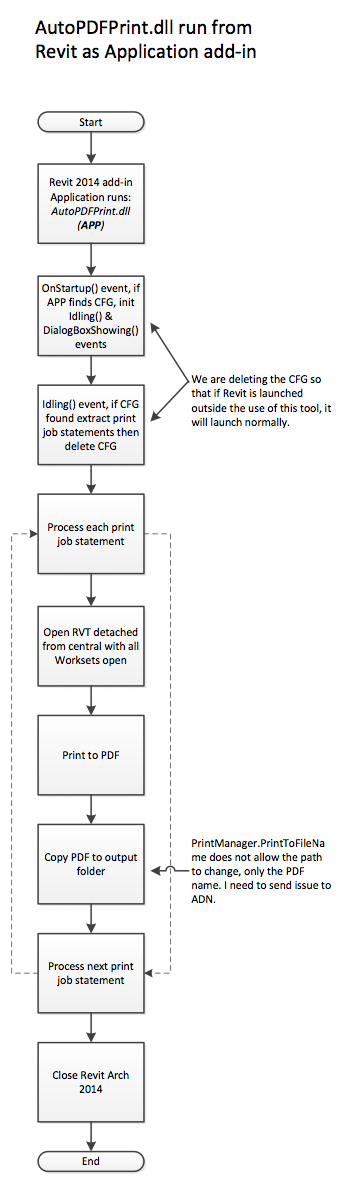 AutoPDFPrint.dll run from
Revit as Application add-in
Start
Revit 2014 add-in
Application runs:
AutoPDFPrint.dll
(APP)
OnStartup() event, if
APP finds CFG, init
Idling() &
DialogBoxShowing()
events
We are deleting the CFG so
that if Revit is launched
outside the use of this tool, it
will launch normally.
Idling() event, if CFG
found extract print
job statements then
delete CFG
Process each print
job statement
Open RVT detached
from central with all
Worksets open
Print to PDF
Copy PDF to output
folder
PrintManager.PrintToFileNa
me does not allow the path
to change, only the PDF
name. I need to send issue to
ADN.
Process next print
job statement
Close Revit Arch
2014
End